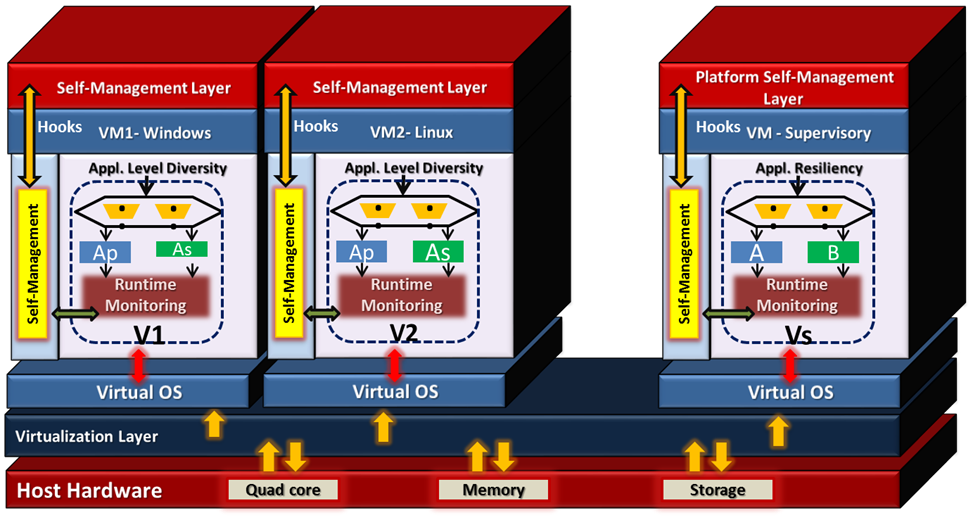 Self-Management Layer
Hooks
VM1- Windows
Appl. Level Diversity
Self-Management
Ap
As
Runtime
Monitoring
V1
Virtual OS
Self-Management Layer
Hooks
VM2- Linux
Appl. Level Diversity
Self-Management
Ap
As
Runtime
Monitoring
V2
Virtual OS
Platform Self-Management
Layer
Hooks
VM - Supervisory
Appl. Resiliency
Self-Management
A
B
Runtime
Monitoring
Vs
Virtual OS
Virtualization Layer
Host Hardware
Quad core
Memory
Storage